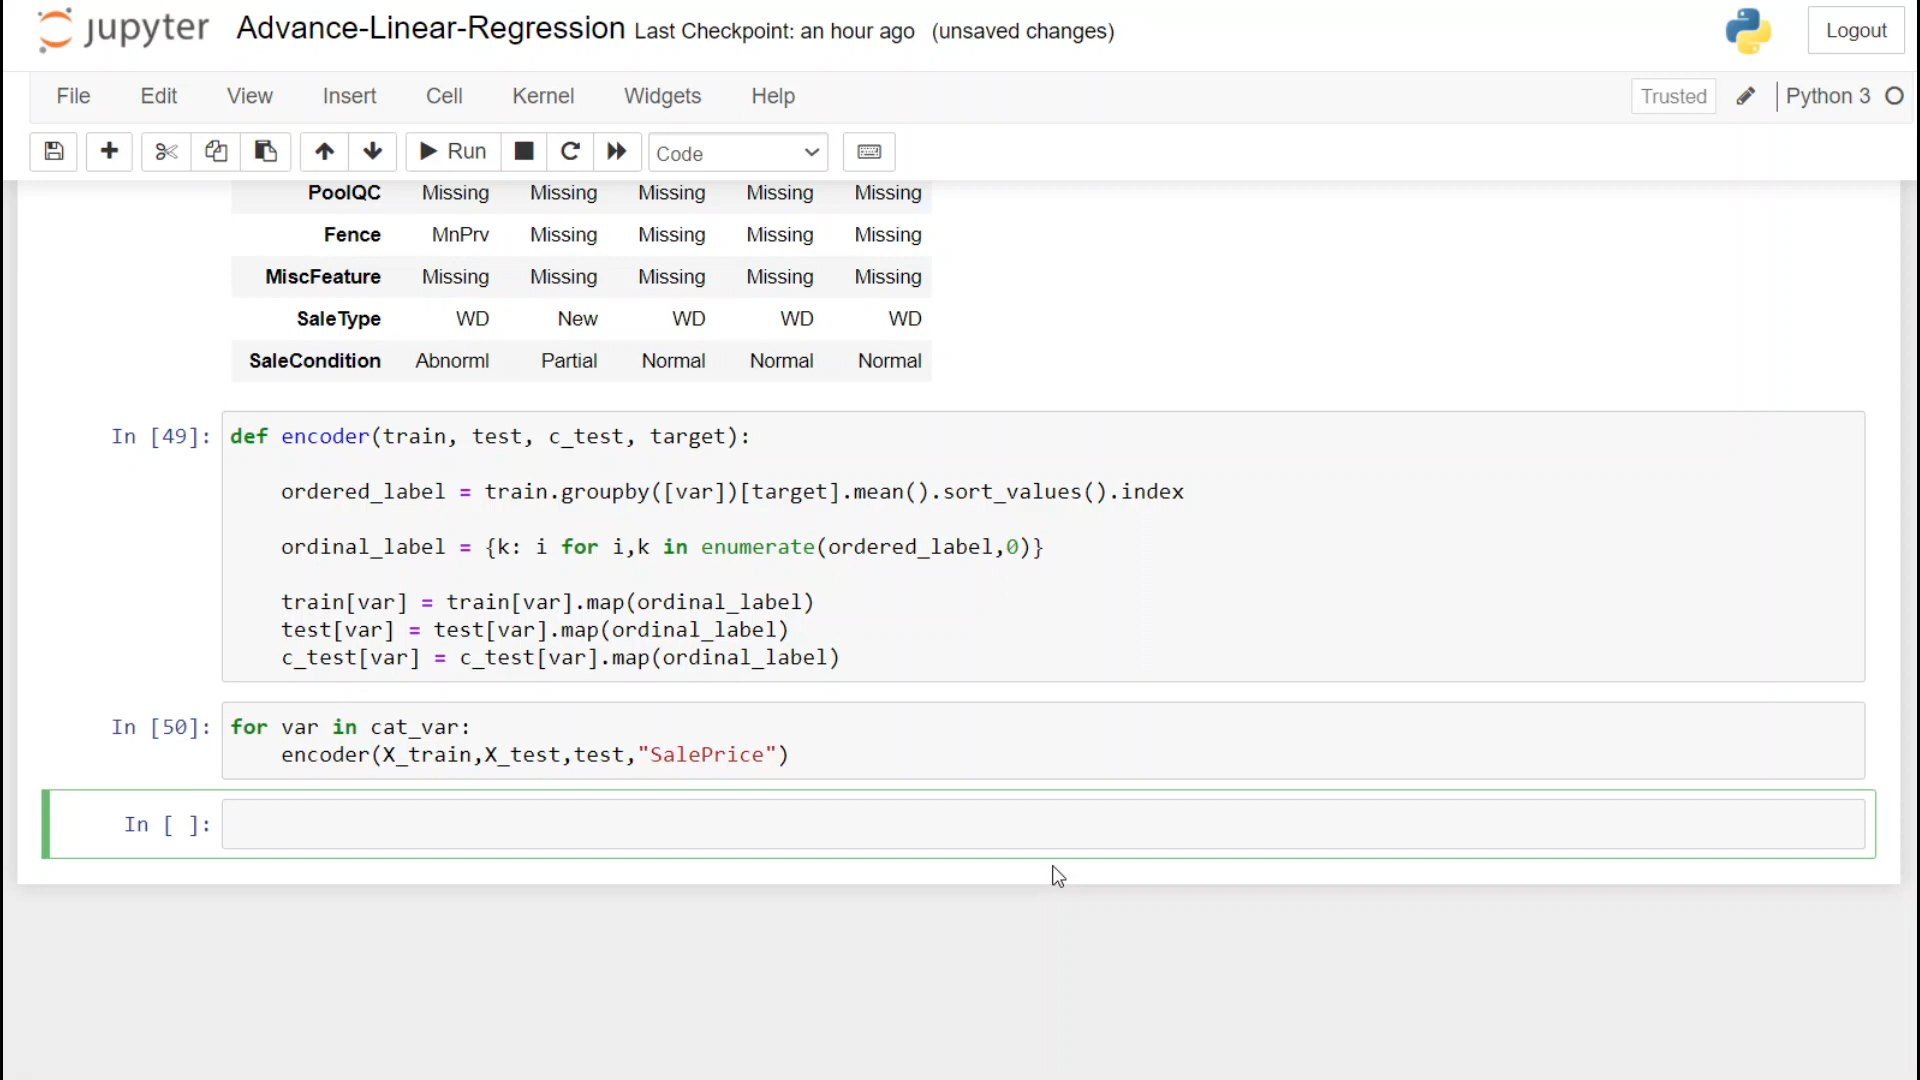 jupyter Advance-Linear-Regression Last Checkpoint: an hour ago (unsaved changes) Logout
File Edit View Insert Cell Kernel Widgets Help Trusted Python 3
Run Code
PoolQC Missing Missing Missing Missing Missing
Fence MnPrv Missing Missing Missing Missing
MiscFeature Missing Missing Missing Missing Missing
SaleType WD New WD WD WD
SaleCondition Abnorml Partial Normal Normal Normal
In [49]: def encoder(train, test, c_test, target):
ordered_label = train.groupby([var])[target].mean().sort_values().index
ordinal_label = {k: i for i,k in enumerate(ordered_label,0)}
train[var] = train[var].map(ordinal_label)
test[var] = test[var].map(ordinal_label)
c_test[var] = c_test[var].map(ordinal_label)
In [50]: for var in cat_var:
encoder(X_train,X_test,test,"SalePrice")
In [ ]: